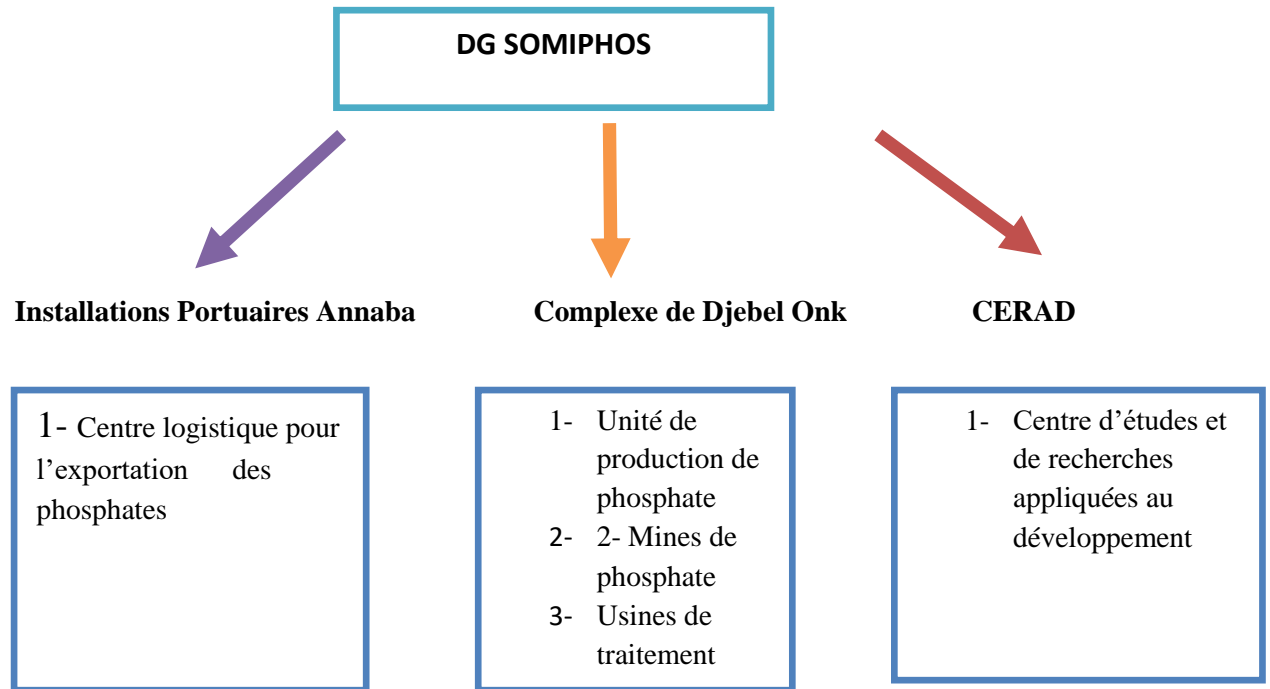 DG SOMIPHOS
Installations Portuaires Annaba
Complexe de Djebel Onk
CERAD
1- Centre logistique pour
l’exportation des
phosphates
1- Unité de
production de
phosphate
2- 2- Mines de
phosphate
3- Usines de
traitement
1- Centre d’études et
de recherches
appliquées au
développement